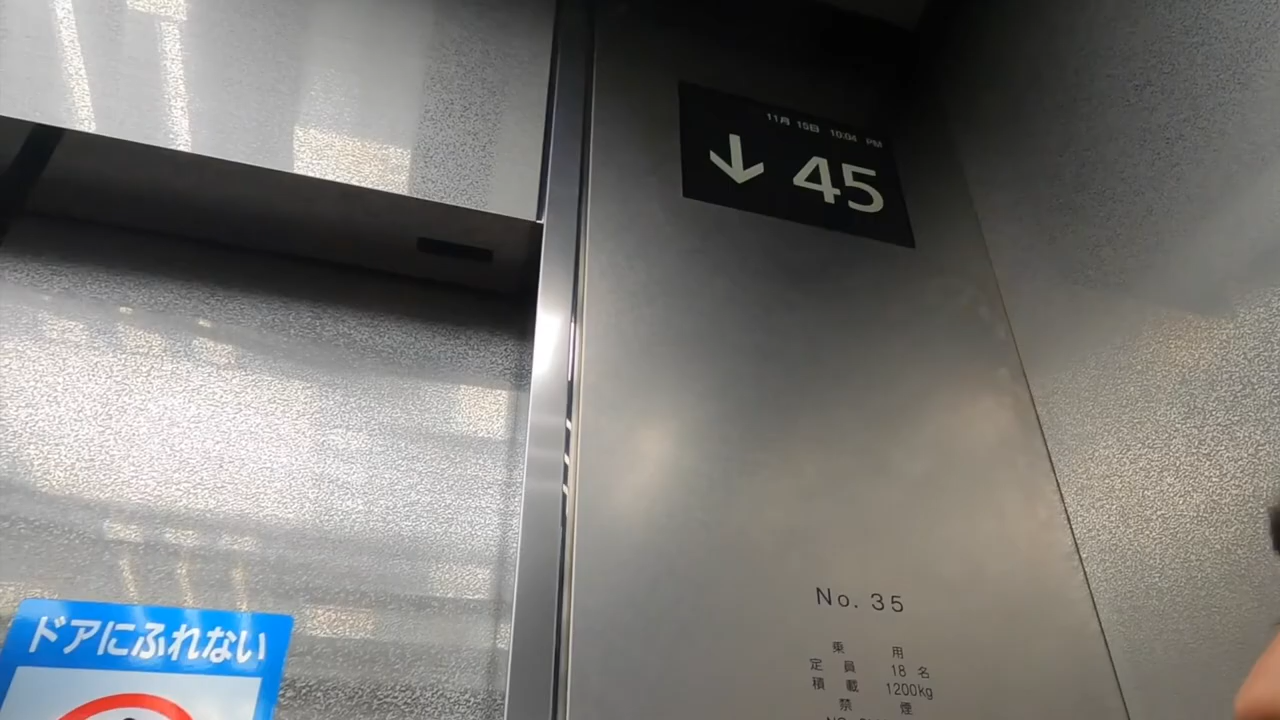 11月 15日 10:04 PM
↓ 45
No. 35
乗 用
定 員 18 名
積 載 1200kg
禁 煙
ドアにふれない